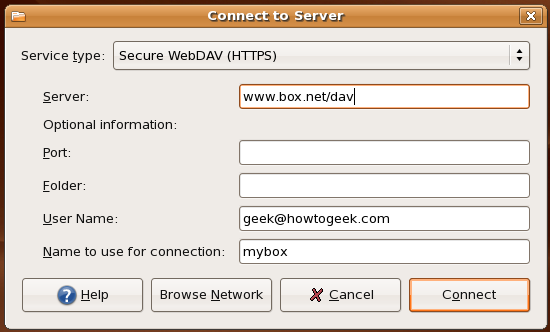 Connect to Server
Service type: Secure WebDAV (HTTPS)
Server: www.box.net/dav
Optional information:
Port:
Folder:
User Name: geek@howtogeek.com
Name to use for connection: mybox
Help Browse Network Cancel Connect